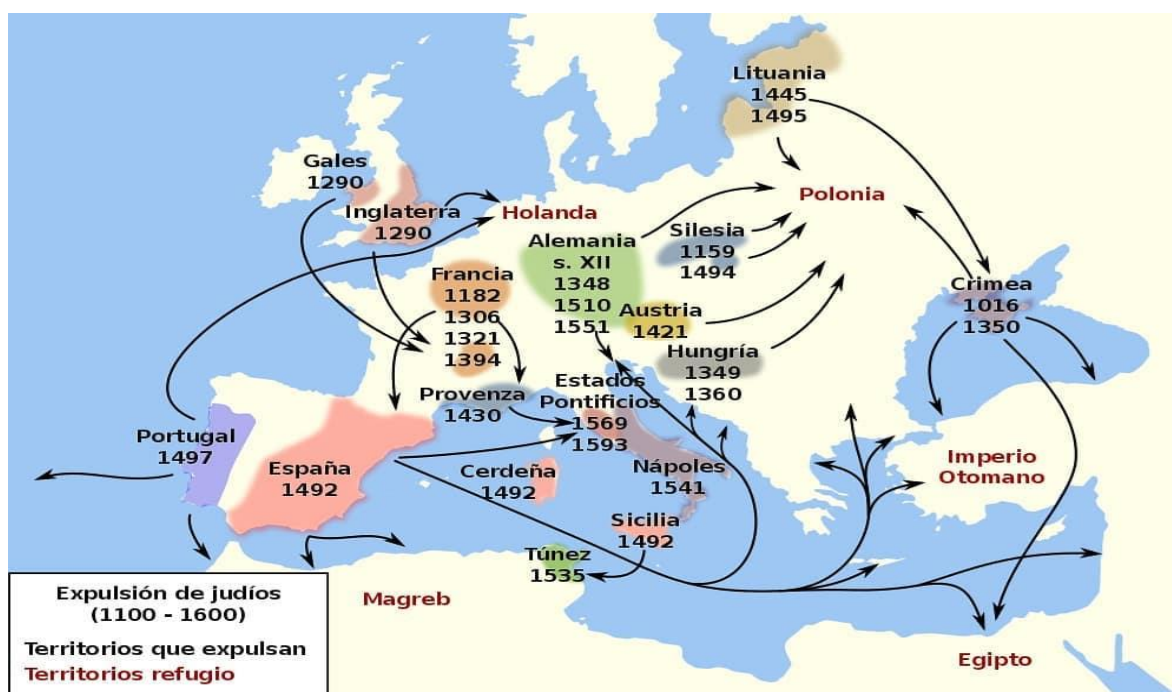 Lituania
1445
1495
Gales
1290
Inglaterra
1290
Holanda
Polonia
Alemania
s. XII
1348
1510
1551
Silesia
1159
1494
Francia
1182
1306
1321
1394
Austria
1421
Crimea
1016
1350
Hungría
1349
1360
Provenza
1430
Estados
Pontificios
1569
1593
Portugal
1497
España
1492
Cerdeña
1492
Nápoles
1541
Imperio
Otomano
Sicilia
1492
Túnez
1535
Magreb
Egipto
Expulsión de judíos
(1100 - 1600)
Territorios que expulsan
Territorios refugio